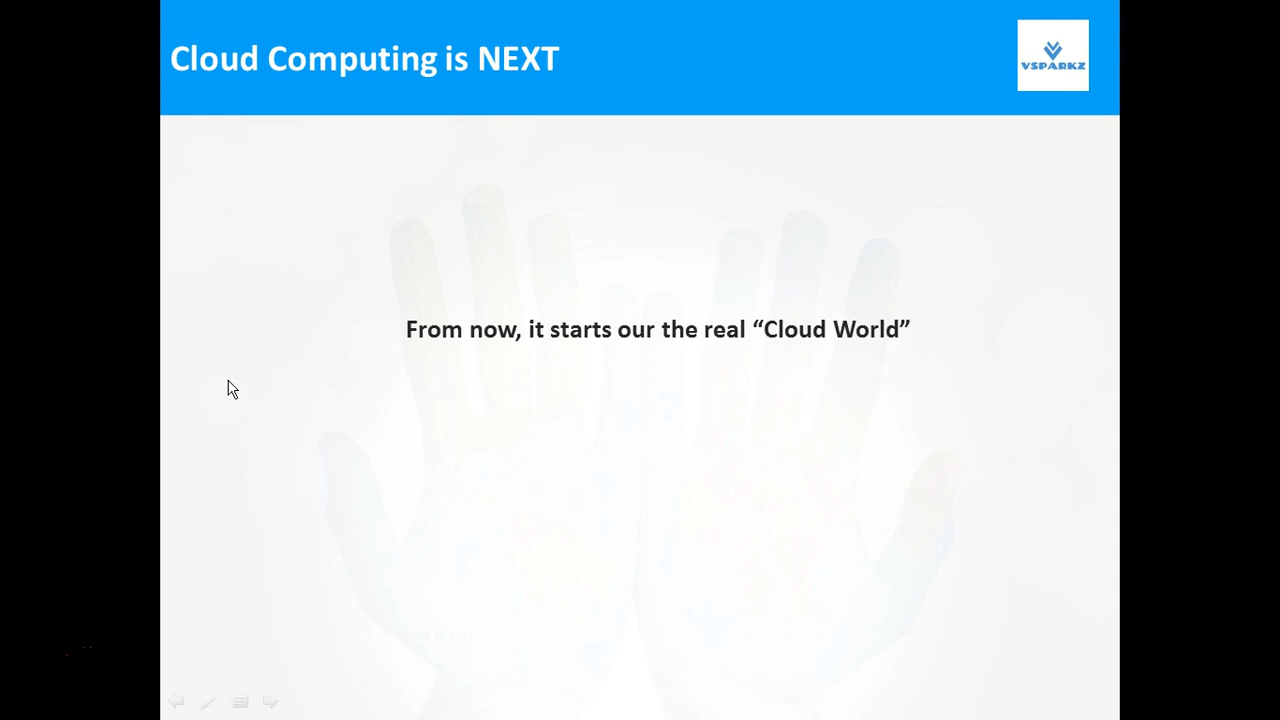 Cloud Computing is NEXT
VSPARKZ
From now, it starts our the real “Cloud World”